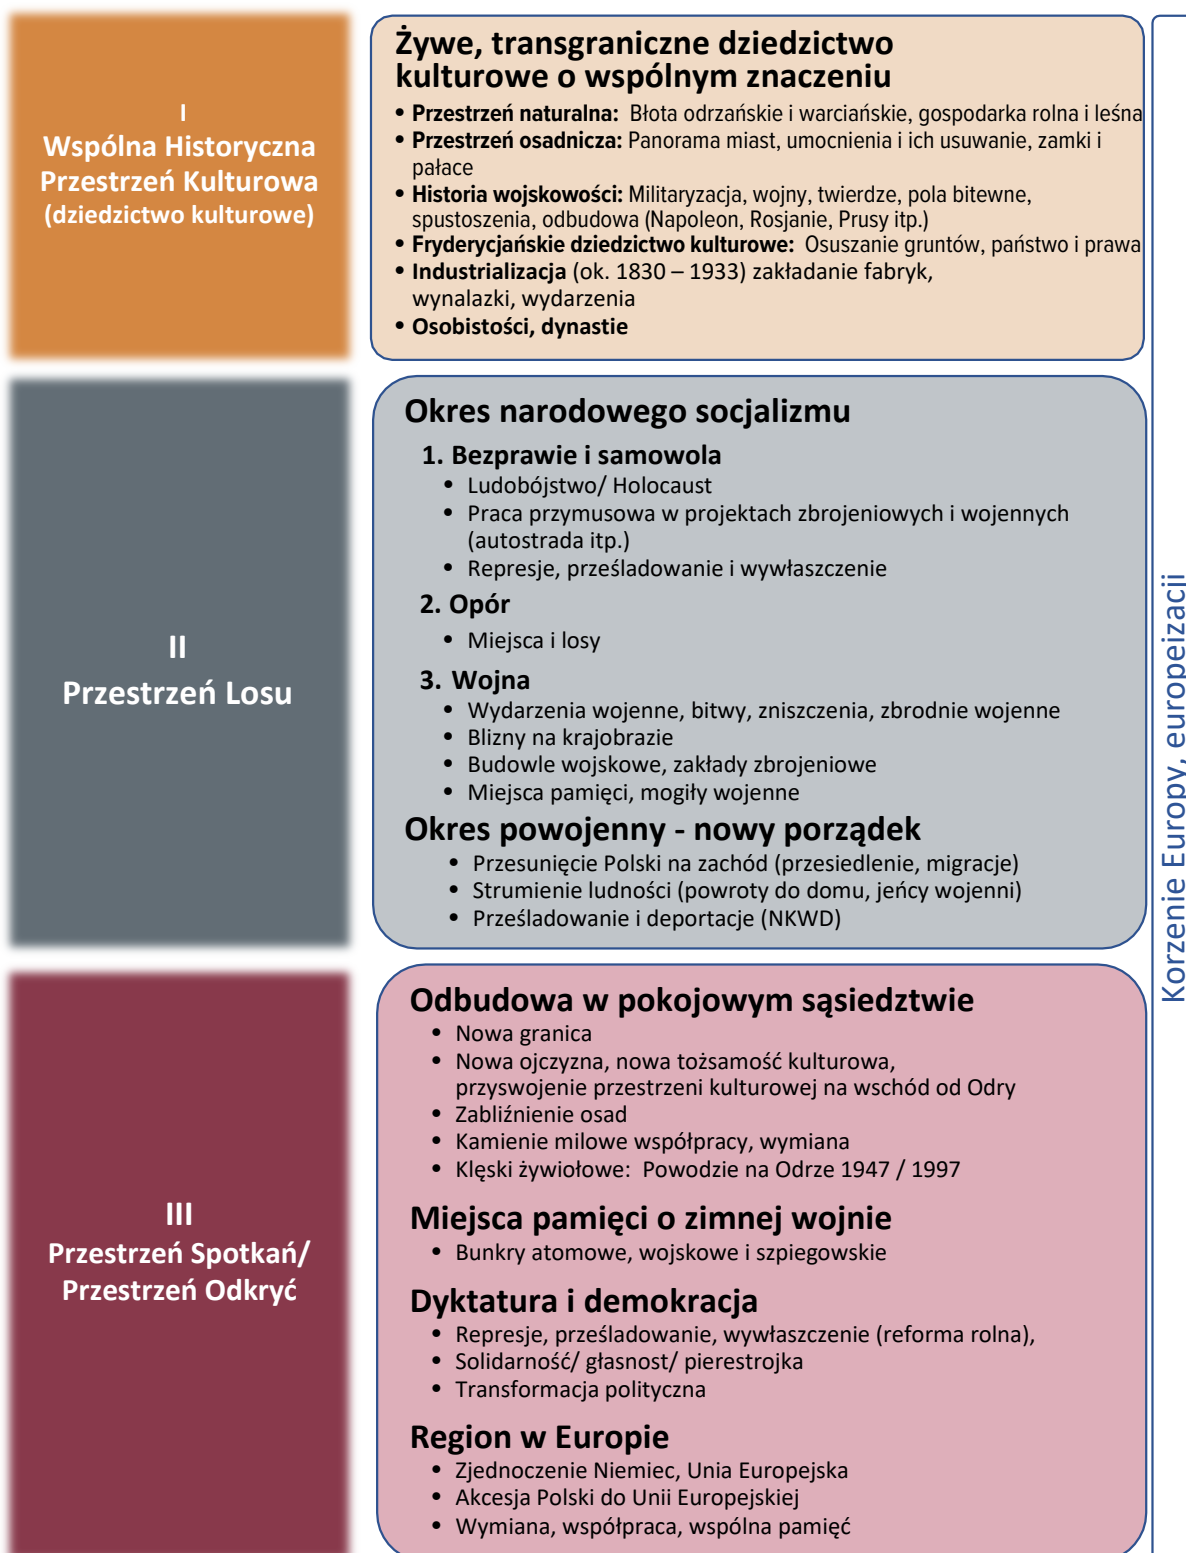 I
Wspólna Historyczna
Przestrzeń Kulturowa
(dziedzictwo kulturowe)
Żywe, transgraniczne dziedzictwo
kulturowe o wspólnym znaczeniu
• Przestrzeń naturalna: Błota odrzańskie i warciańskie, gospodarka rolna i leśna
• Przestrzeń osadnicza: Panorama miast, umocnienia i ich usuwanie, zamki i
pałace
• Historia wojskowości: Militaryzacja, wojny, twierdze, pola bitewne,
spustoszenia, odbudowa (Napoleon, Rosjanie, Prusy itp.)
• Fryderycjańskie dziedzictwo kulturowe: Osuszanie gruntów, państwo i prawa
• Industrializacja (ok. 1830 – 1933) zakładanie fabryk,
wynalazki, wydarzenia
• Osobistości, dynastie
II
Przestrzeń Losu
Okres narodowego socjalizmu
1. Bezprawie i samowola
• Ludobójstwo/ Holocaust
• Praca przymusowa w projektach zbrojeniowych i wojennych
(autostrada itp.)
• Represje, prześladowanie i wywłaszczenie
2. Opór
• Miejsca i losy
3. Wojna
• Wydarzenia wojenne, bitwy, zniszczenia, zbrodnie wojenne
• Blizny na krajobrazie
• Budowle wojskowe, zakłady zbrojeniowe
• Miejsca pamięci, mogiły wojenne
Okres powojenny - nowy porządek
• Przesunięcie Polski na zachód (przesiedlenie, migracje)
• Strumienie ludności (powroty do domu, jeńcy wojenni)
• Prześladowanie i deportacje (NKWD)
III
Przestrzeń Spotkań/
Przestrzeń Odkryć
Odbudowa w pokojowym sąsiedztwie
• Nowa granica
• Nowa ojczyzna, nowa tożsamość kulturowa,
przyswojenie przestrzeni kulturowej na wschód od Odry
• Zabliźnienie osad
• Kamienie milowe współpracy, wymiana
• Klęski żywiołowe: Powodzie na Odrze 1947 / 1997
Miejsca pamięci o zimnej wojnie
• Bunkry atomowe, wojskowe i szpiegowskie
Dyktatura i demokracja
• Represje, prześladowanie, wywłaszczenie (reforma rolna),
• Solidarność/ głasnost/ pierestrojka
• Transformacja polityczna
Region w Europie
• Zjednoczenie Niemiec, Unia Europejska
• Akcesja Polski do Unii Europejskiej
• Wymiana, współpraca, wspólna pamięć
Korzenie Europy, europeizacji